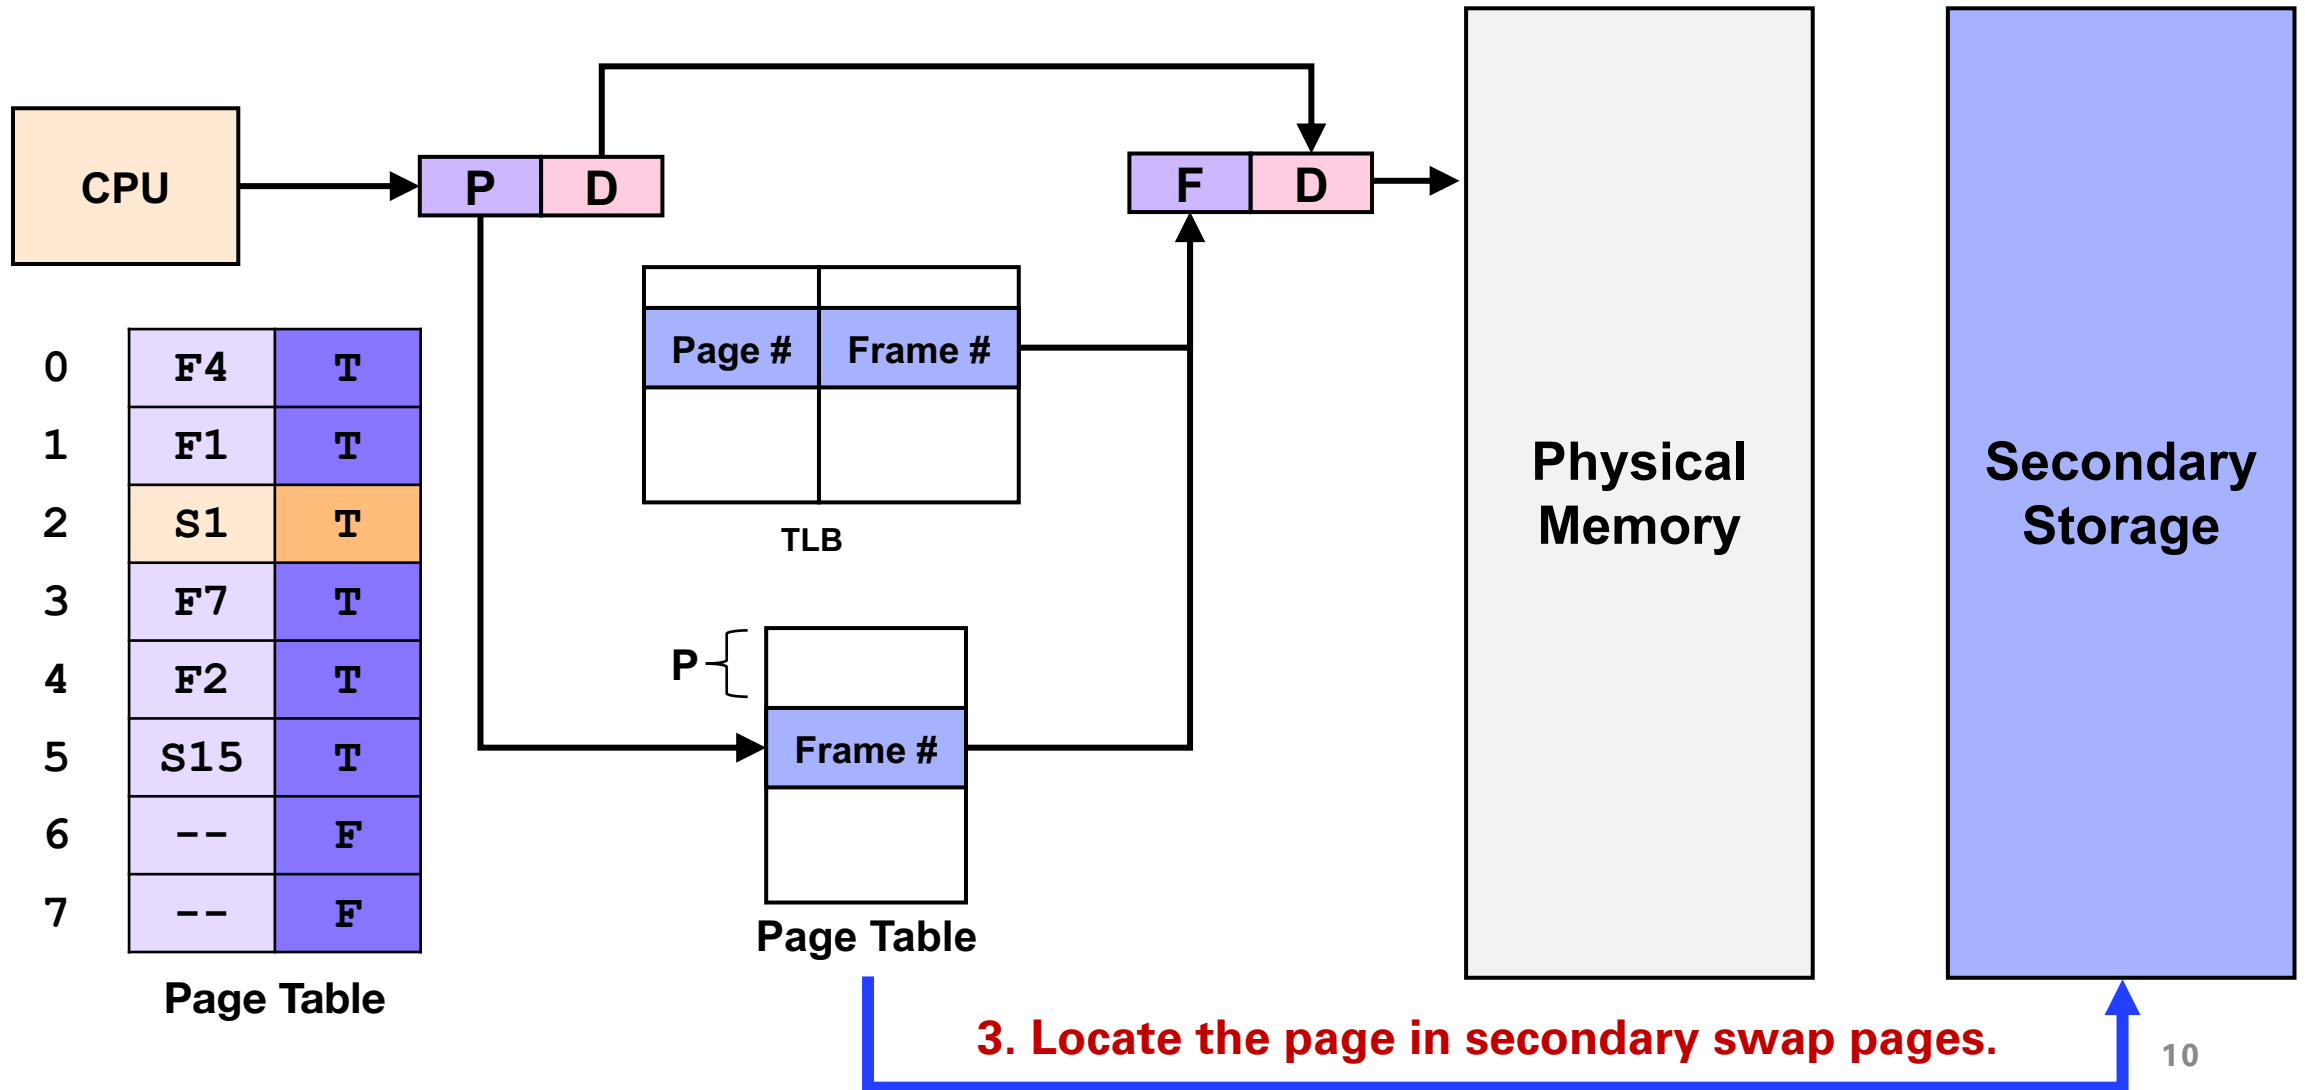 CPU
P D
F D
Page # Frame #
TLB
0 F4 T
1 F1 T
2 S1 T
3 F7 T
4 F2 T
5 S15 T
6 -- F
7 -- F
Page Table
P
Frame #
Page Table
Physical
Memory
Secondary
Storage
3. Locate the page in secondary swap pages.
10